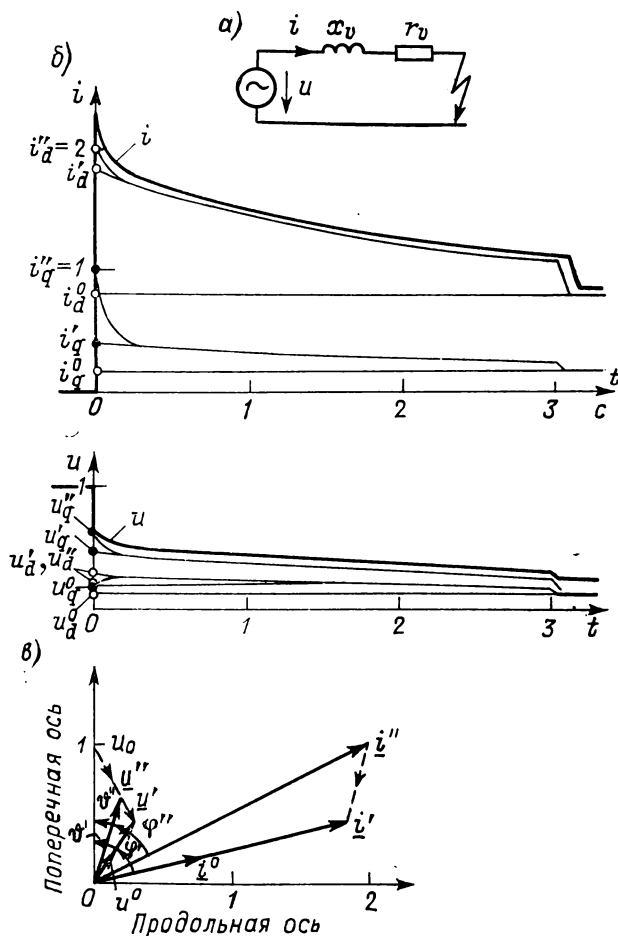 а)
i x_v r_v
u
б)
i
i''_d = 2
i
i'_d
i''_q = 1
i^0_d
i'_q
i^0_q
0 1 2 3 t
с
u
1
u''_q
u
u'_q
u'_d, u''_d
u^0_q
u^0_d
0 1 2 3 t
в)
Поперечная ось
1 u_0 i''
u'' u'
ϑ'' φ''
ϑ' φ' i'
i^0
0 1 2
u^0
Продольная ось